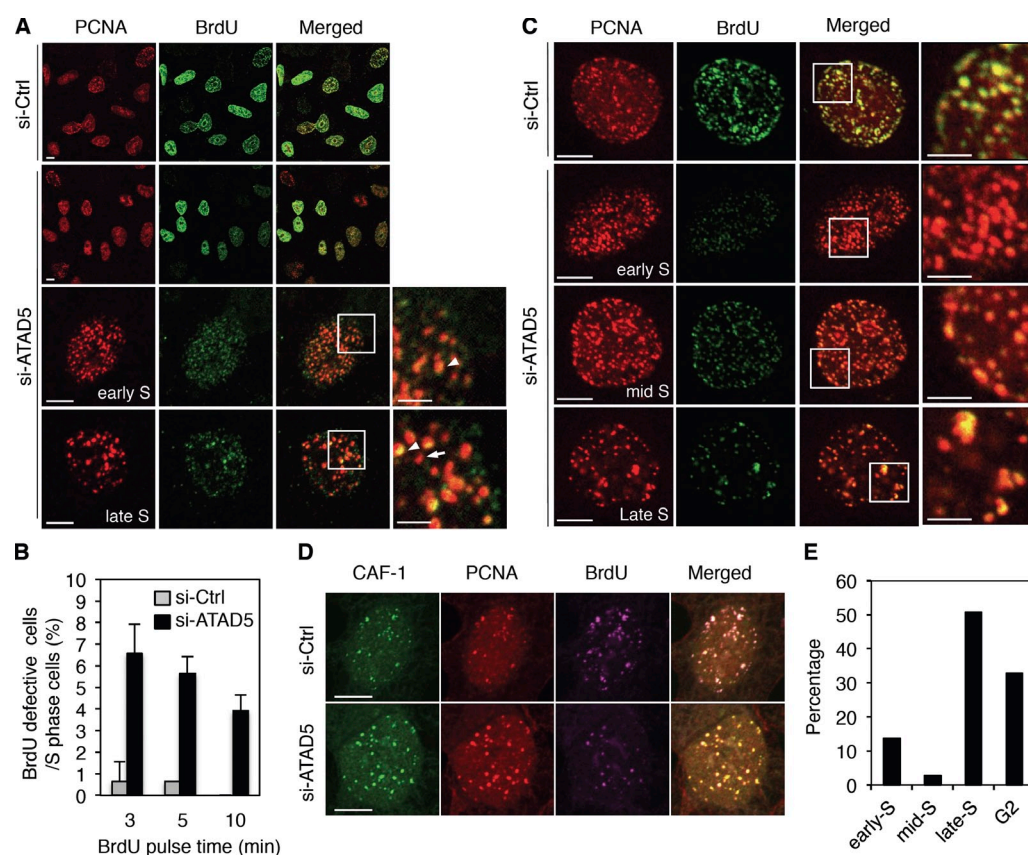 A
PCNA BrdU Merged
si-Ctrl
si-ATAD5
early S
late S
B
BrdU defective cells
/S phase cells (%)
10
9
8
7
6
5
4
3
2
1
0
si-Ctrl
si-ATAD5
3 5 10
BrdU pulse time (min)
C
PCNA BrdU Merged
si-Ctrl
si-ATAD5
early S
mid S
Late S
D
CAF-1 PCNA BrdU Merged
si-Ctrl
si-ATAD5
E
Percentage
60
50
40
30
20
10
0
early-S mid-S late-S G2